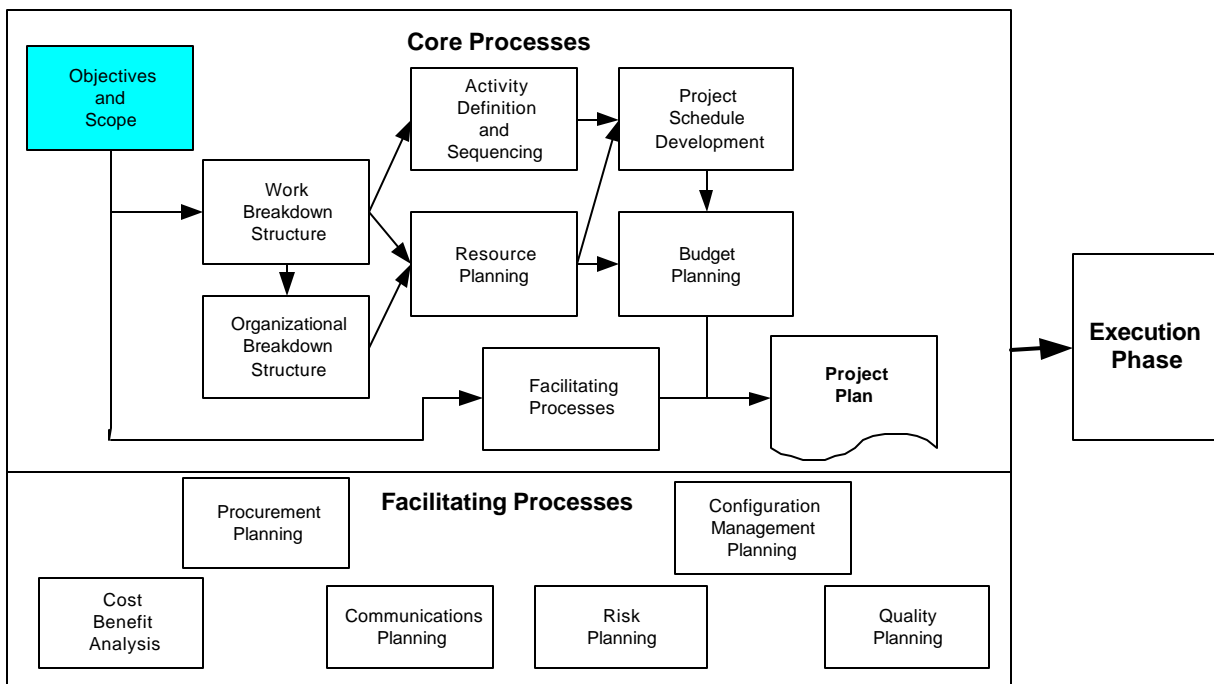 Core Processes
Objectives
and
Scope
Activity
Definition
and
Sequencing
Project
Schedule
Development
Work
Breakdown
Structure
Resource
Planning
Budget
Planning
Organizational
Breakdown
Structure
Facilitating
Processes
Project
Plan
Execution
Phase
Facilitating Processes
Procurement
Planning
Configuration
Management
Planning
Cost
Benefit
Analysis
Communications
Planning
Risk
Planning
Quality
Planning